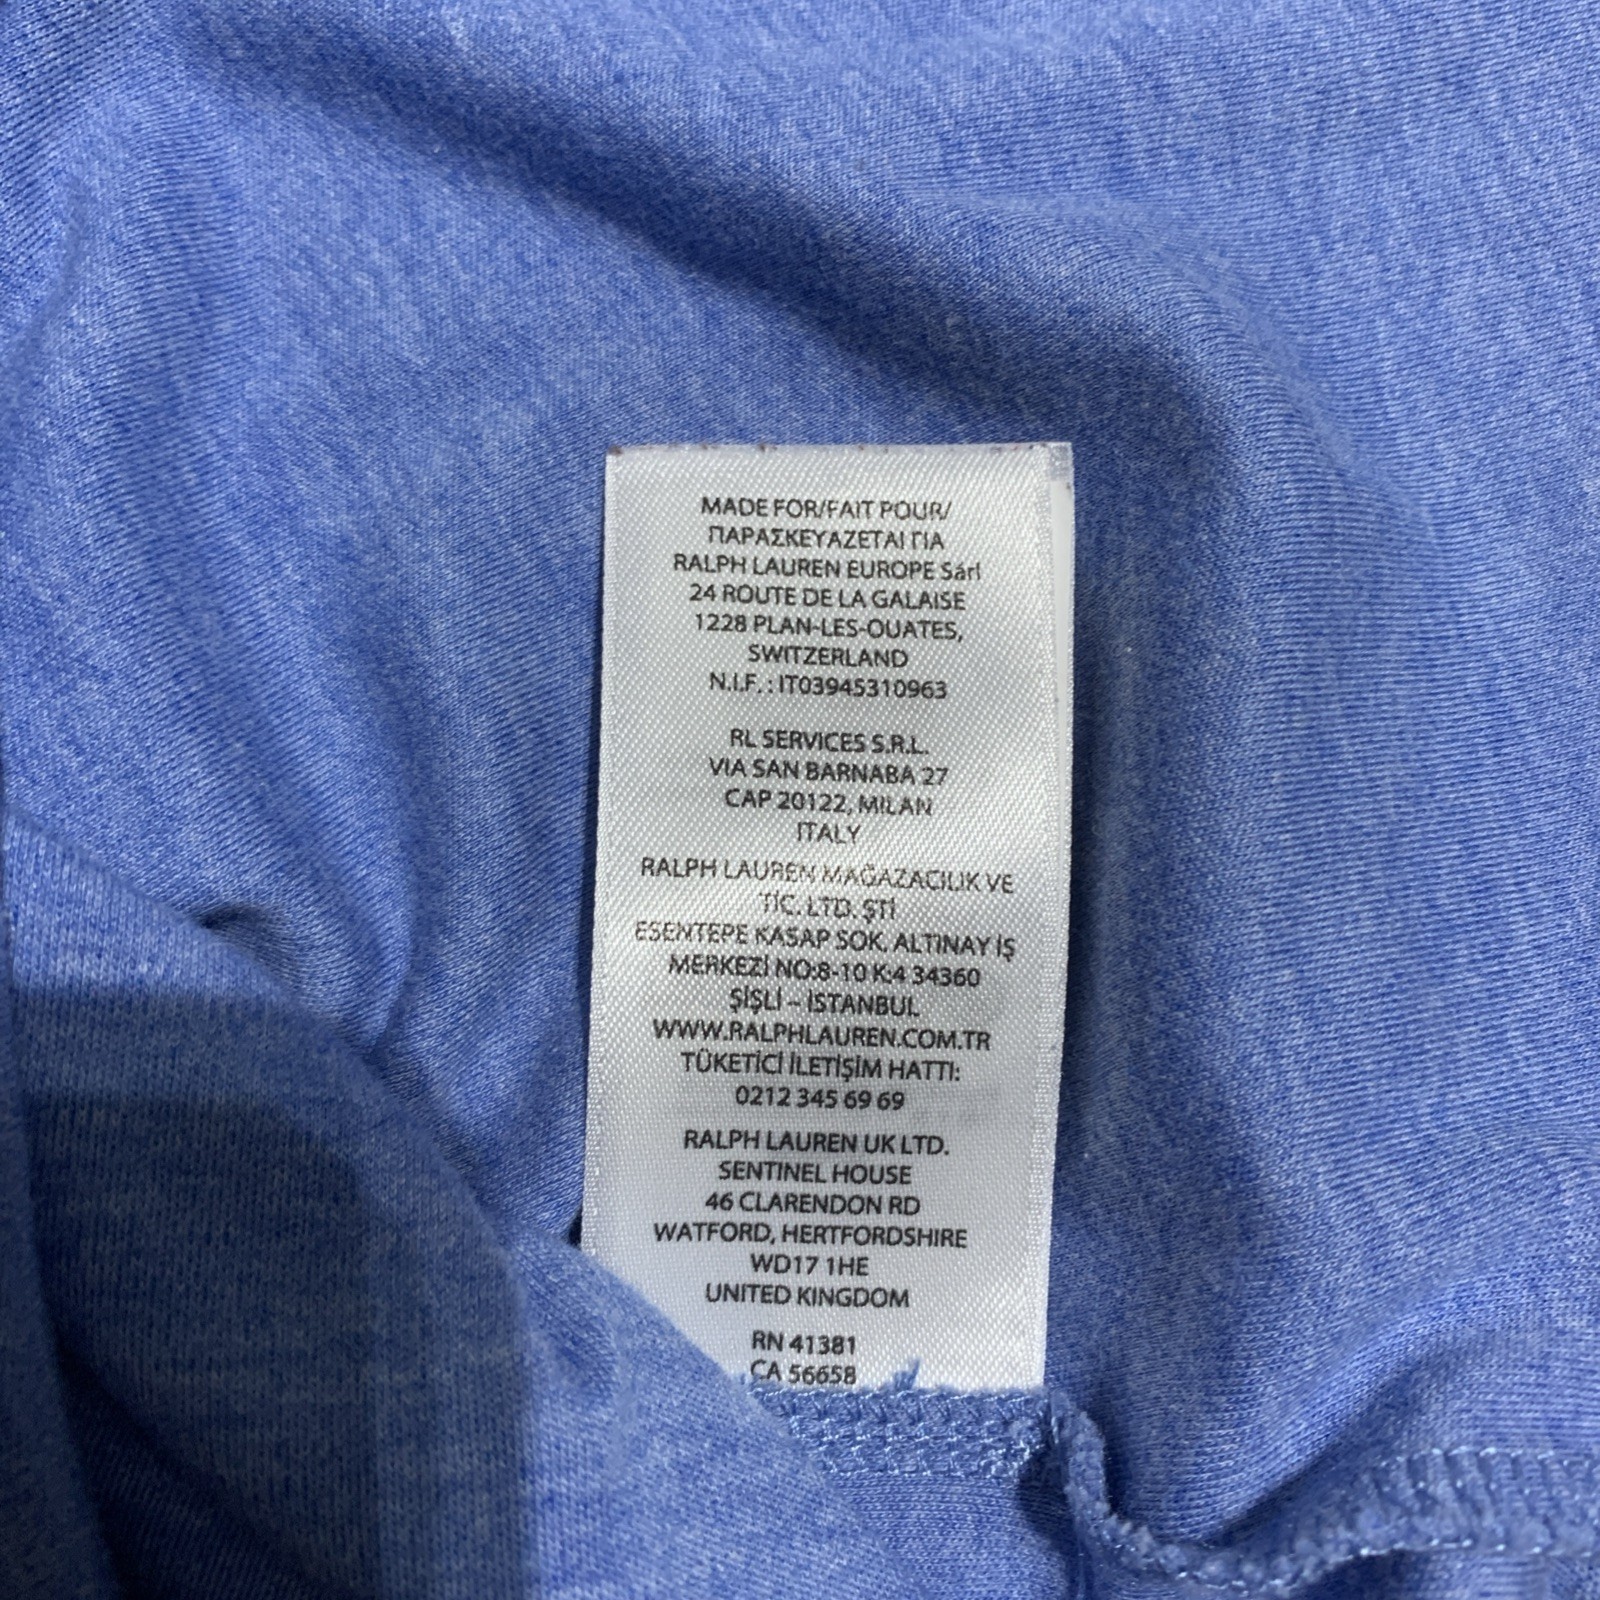 MADE FOR/FAIT POUR/
ΠΑΡΑΣΚΕΥΑΖΕΤΑΙ ΓΙΑ
RALPH LAUREN EUROPE Sárl
24 ROUTE DE LA GALAISE
1228 PLAN-LES-OUATES,
SWITZERLAND
N.I.F. : IT03945310963
RL SERVICES S.R.L.
VIA SAN BARNABA 27
CAP 20122, MILAN
ITALY
RALPH LAUREN MAĞAZACILIK VE
TİC. LTD. ŞTİ
ESENTEPE KASAP SOK. ALTINAY İŞ
MERKEZİ NO:8-10 K:4 34360
ŞİŞLİ – İSTANBUL
WWW.RALPHLAUREN.COM.TR
TÜKETİCİ İLETİŞİM HATTI:
0212 345 69 69
RALPH LAUREN UK LTD.
SENTINEL HOUSE
46 CLARENDON RD
WATFORD, HERTFORDSHIRE
WD17 1HE
UNITED KINGDOM
RN 41381
CA 56658